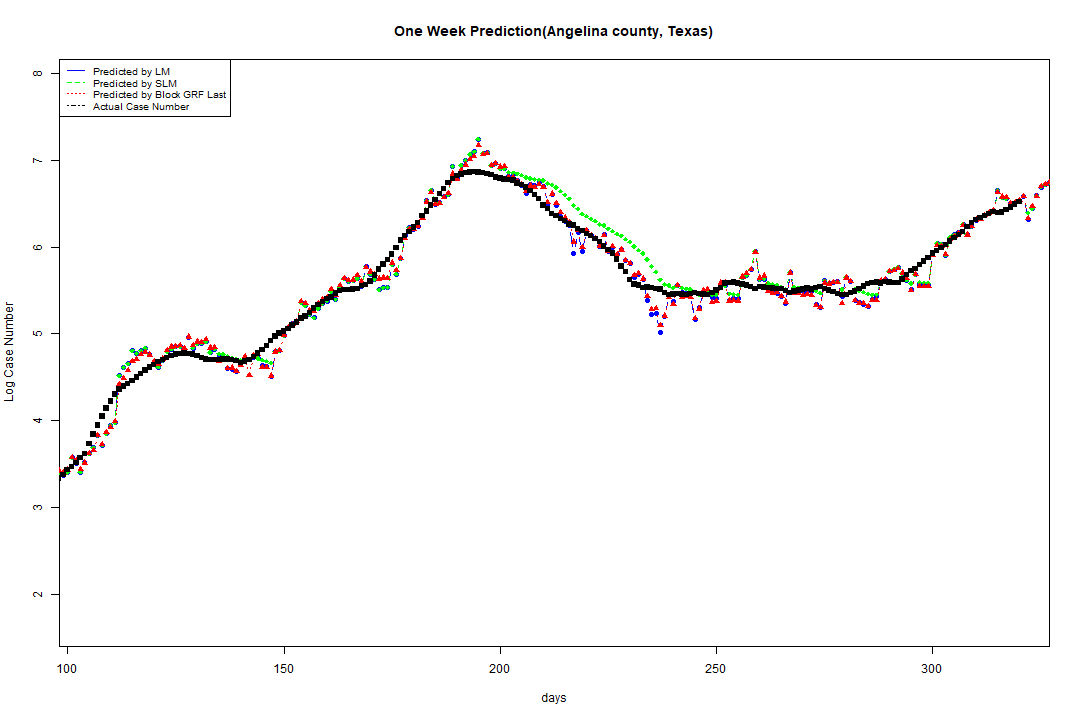 One Week Prediction(Angelina county, Texas)
Predicted by LM
Predicted by SLM
Predicted by Block GRF Last
Actual Case Number
8
7
6
5
4
3
2
Log Case Number
100 150 200 250 300
days